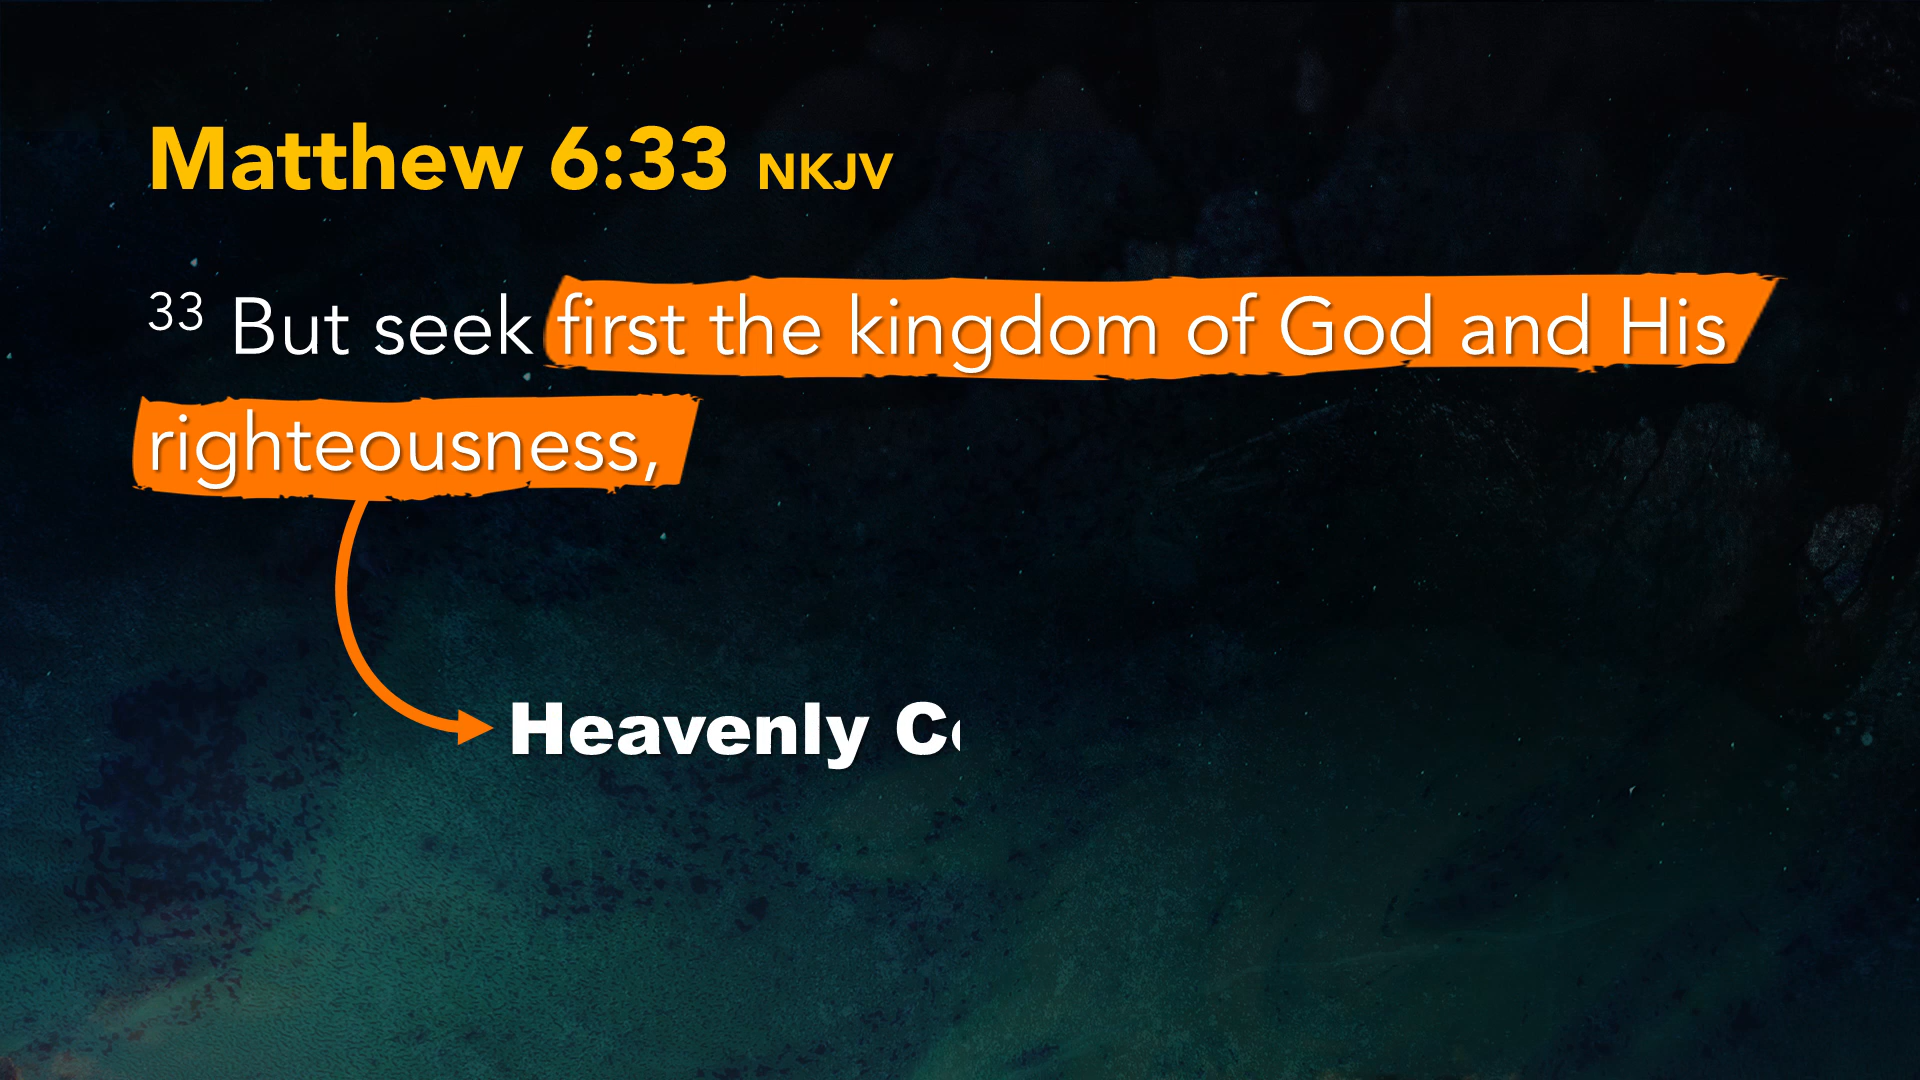 Matthew 6:33 NKJV
33 But seek first the kingdom of God and His
righteousness,
Heavenly